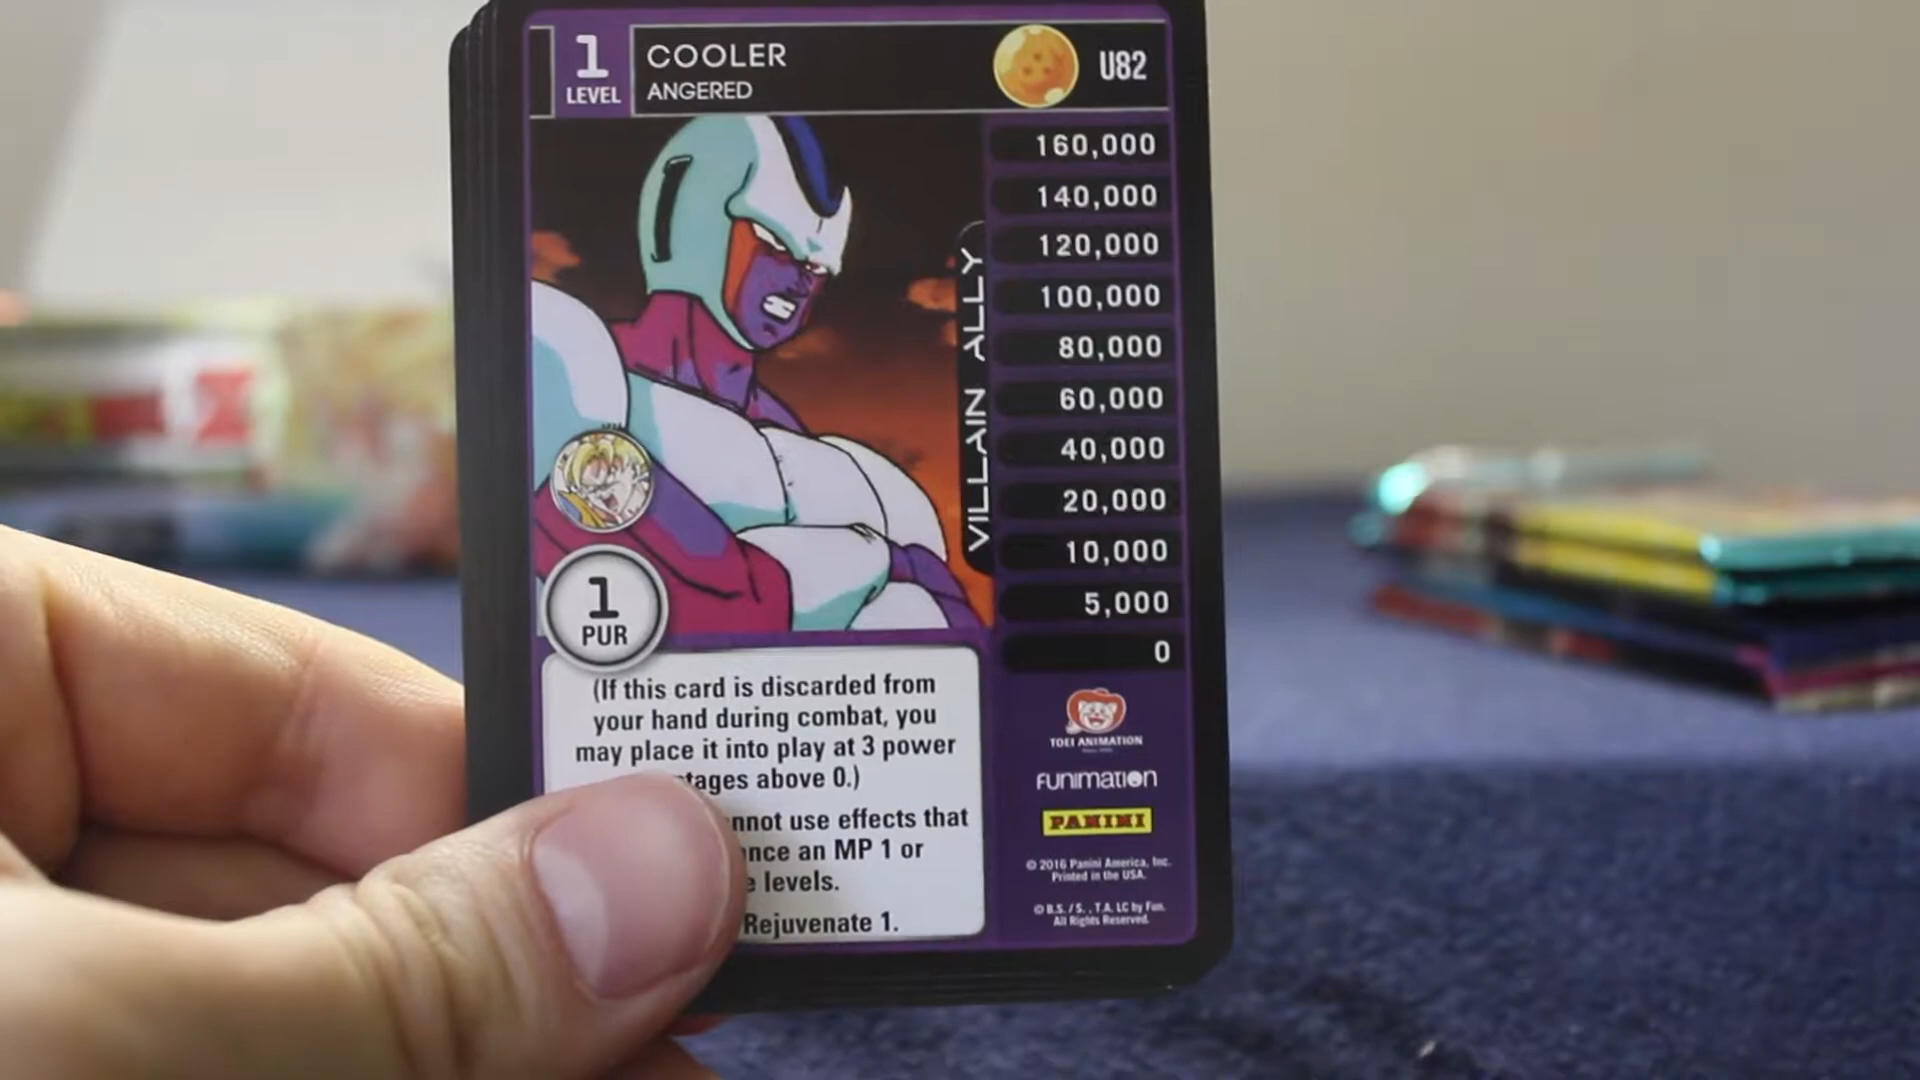 1
LEVEL
COOLER
ANGERED
U82
160,000
140,000
120,000
100,000
80,000
60,000
40,000
20,000
10,000
5,000
0
VILLAIN ALLY
1
PUR
(If this card is discarded from
your hand during combat, you
may place it into play at 3 power
above 0.)
use effects that
an MP 1 or
levels.
Rejuvenate 1.
TOEI ANIMATION
FUNIMATION
PANINI
© 2016 Panini America, Inc.
Printed in the USA.
© B.S. / S., T.A. LC by Fun.
All Rights Reserved.